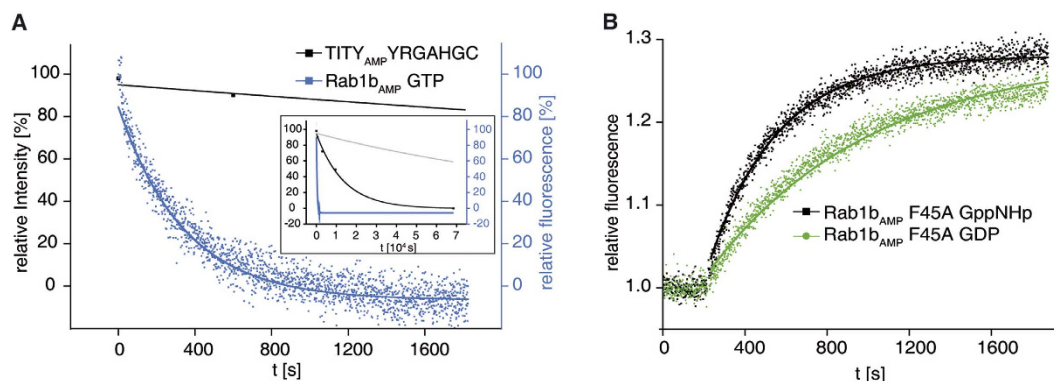 A
TITYAMPYRGAHGC
Rab1bAMP GTP
relative Intensity [%]
100
80
60
40
20
0
relative fluorescence [%]
100
80
60
40
20
0
100
80
60
40
20
0
-20
100
80
60
40
20
0
-20
0 1 2 3 4 5 6 7
t [10⁴ s]
0 400 800 1200 1600
t [s]
B
relative fluorescence
1.3
1.2
1.1
1.0
Rab1bAMP F45A GppNHp
Rab1bAMP F45A GDP
0 400 800 1200 1600
t [s]